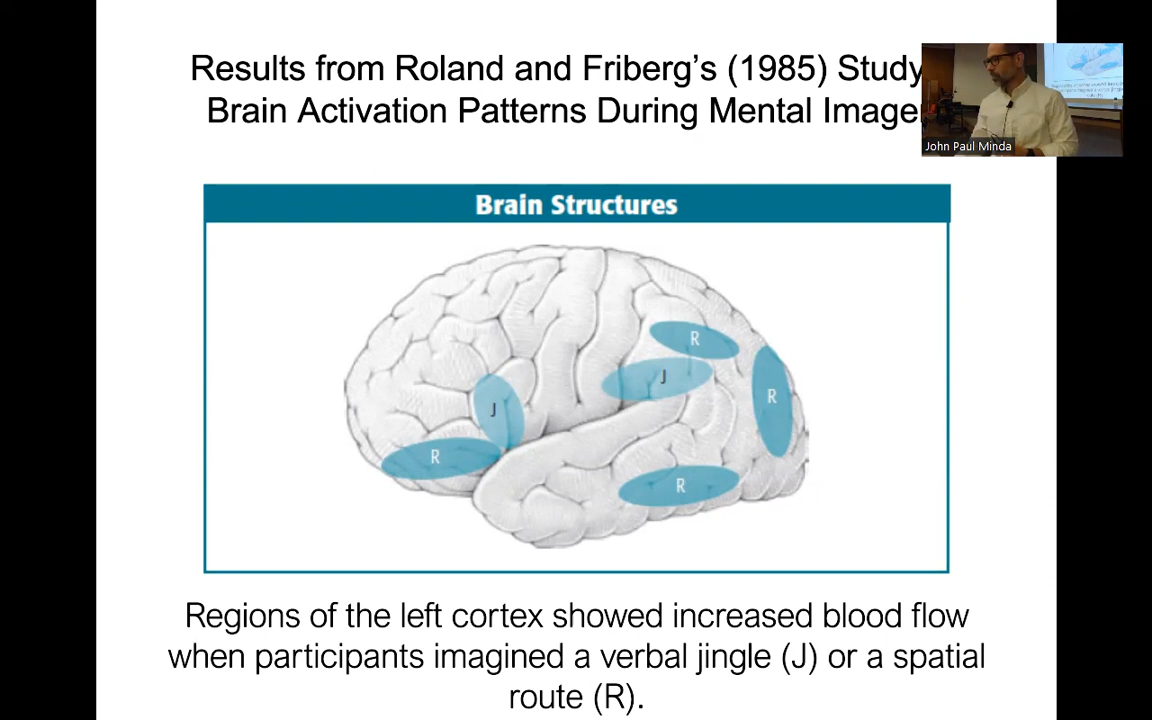 Results from Roland and Friberg's (1985) Study
Brain Activation Patterns During Mental
John Paul Minda
Brain Structures
R
J
R
J
R
R
Regions of the left cortex showed increased blood flow
when participants imagined a verbal jingle (J) or a spatial
route (R).